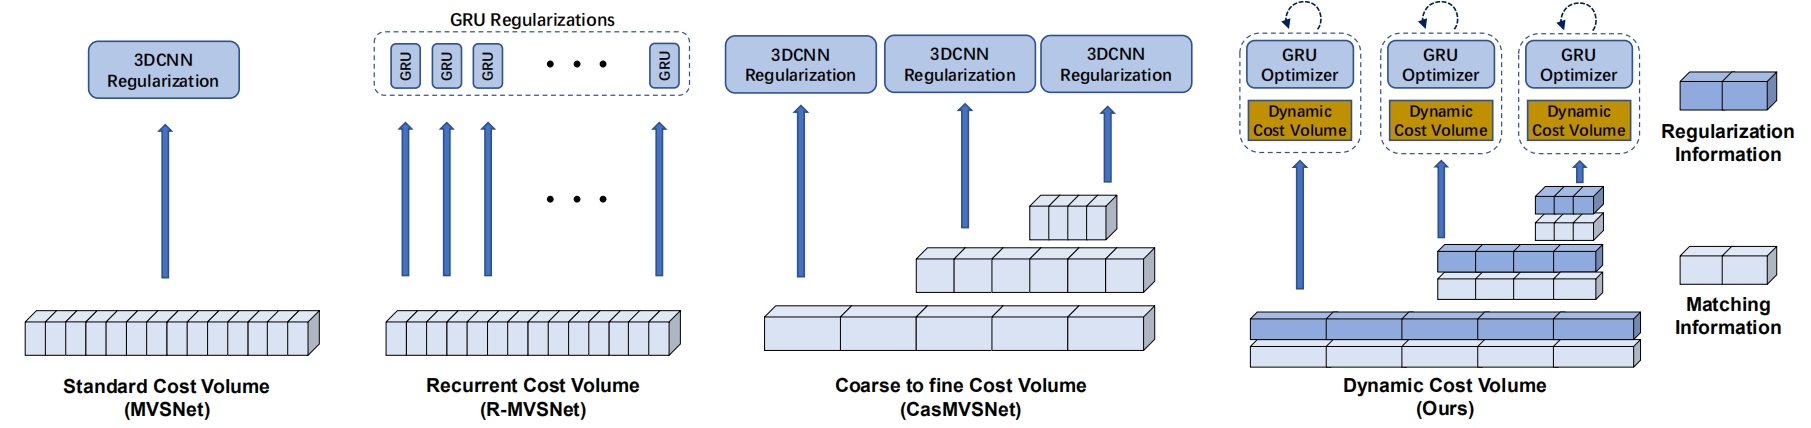 3DCNN
Regularization
Standard Cost Volume
(MVSNet)
GRU Regularizations
GRU
GRU
GRU
GRU
Recurrent Cost Volume
(R-MVSNet)
3DCNN
Regularization
3DCNN
Regularization
3DCNN
Regularization
Coarse to fine Cost Volume
(CasMVSNet)
GRU
Optimizer
Dynamic
Cost Volume
GRU
Optimizer
Dynamic
Cost Volume
GRU
Optimizer
Dynamic
Cost Volume
Dynamic Cost Volume
(Ours)
Regularization
Information
Matching
Information